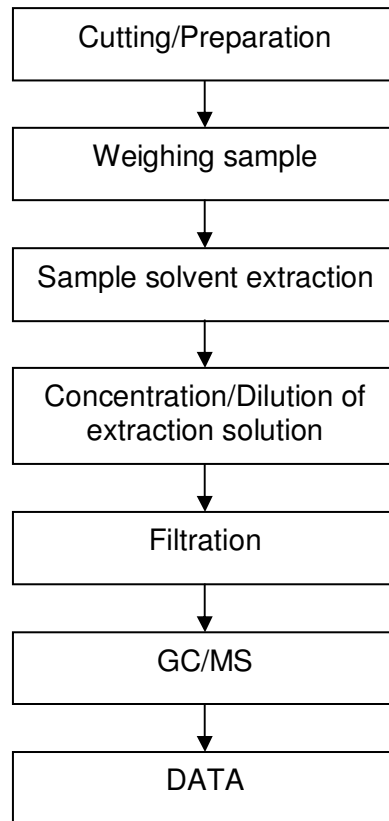 Cutting/Preparation
Weighing sample
Sample solvent extraction
Concentration/Dilution of
extraction solution
Filtration
GC/MS
DATA